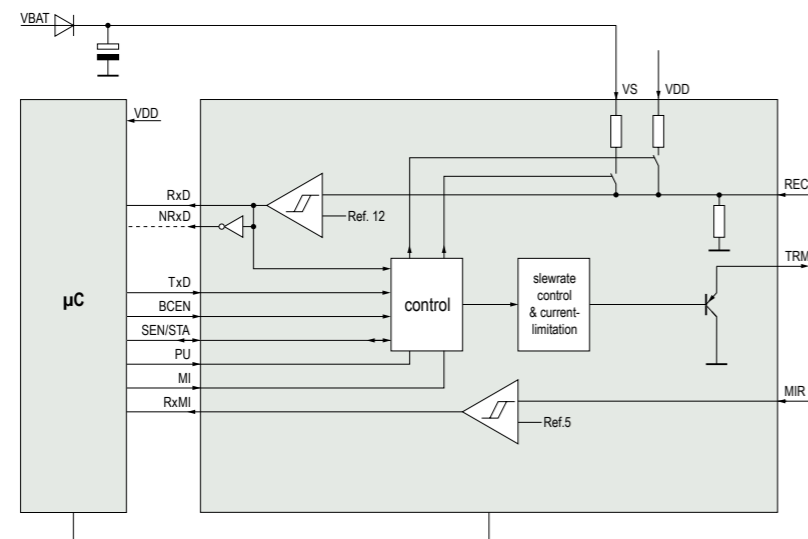 VBAT
VS
VDD
VDD
REC
RxD
NRxD
Ref. 12
TRM
µC
TxD
BCEN
SEN/STA
PU
MI
RxMI
control
slewrate
control
& current-
limitation
MIR
Ref.5